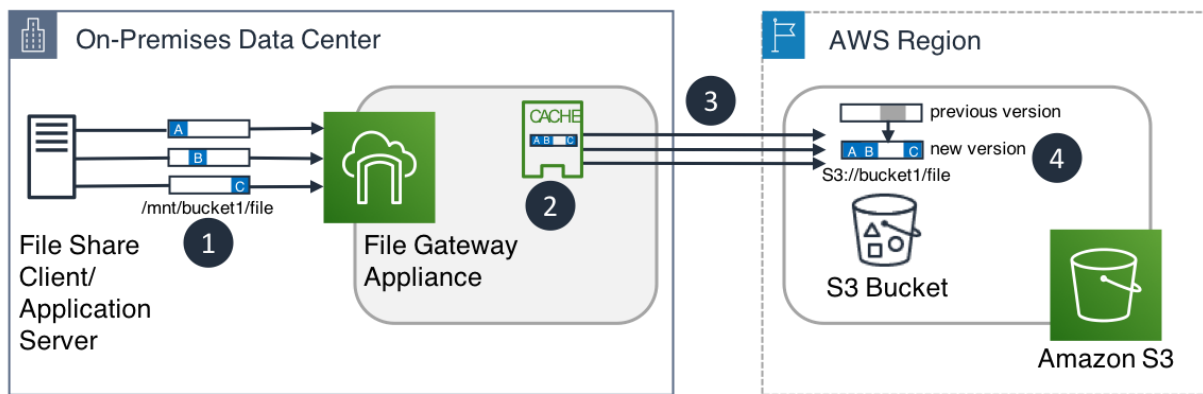 On-Premises Data Center
AWS Region
A
B
C
/mnt/bucket1/file
1
File Share
Client/
Application
Server
File Gateway
Appliance
CACHE
A B C
2
3
previous version
A B C
new version
S3://bucket1/file
4
S3 Bucket
Amazon S3